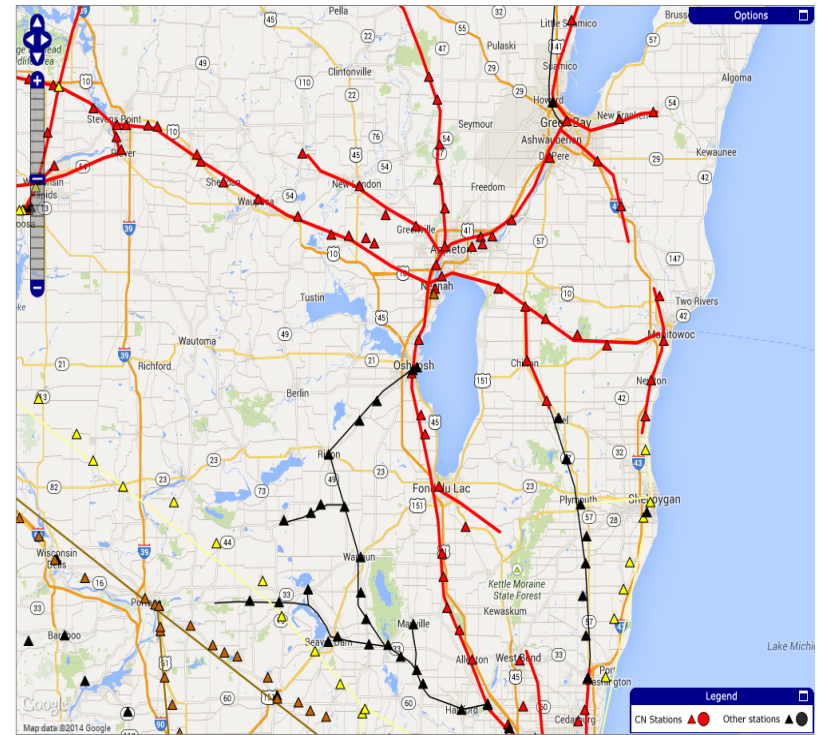 Pella
Little Suamico
Bruss
Options
Pulaski
Suamico
Algoma
Clintonville
Howard
New Franken
Stevens Point
Green Bay
Seymour
Ashwaubenon
Plover
De Pere
Kewaunee
Wisconsin
Rapids
Sheridan
New London
Freedom
Waupaca
Greenville
Appleton
Neenah
Tustin
Two Rivers
Manitowoc
Wautoma
Richford
Oshkosh
Chilton
Berlin
Newton
Ripon
Fond du Lac
Plymouth
Sheboygan
Wisconsin
Dells
Waupun
Kettle Moraine
State Forest
Kewaskum
Portage
Baraboo
Mayville
Beaver Dam
Lake Michig
Allenton
West Bend
Port
Washington
Legend
Google
Hartford
Cedarburg
CN Stations
Other stations
Map data ©2014 Google